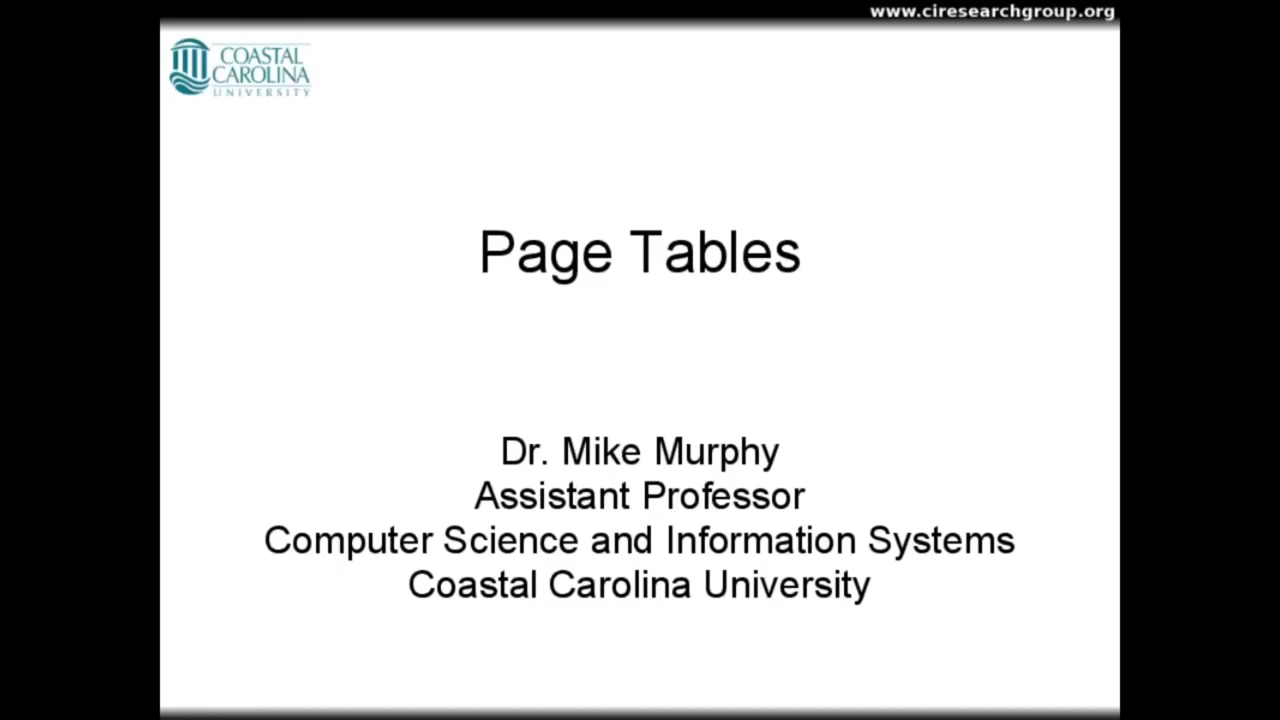 www.ciresearchgroup.org
COASTAL
CAROLINA
UNIVERSITY
Page Tables
Dr. Mike Murphy
Assistant Professor
Computer Science and Information Systems
Coastal Carolina University